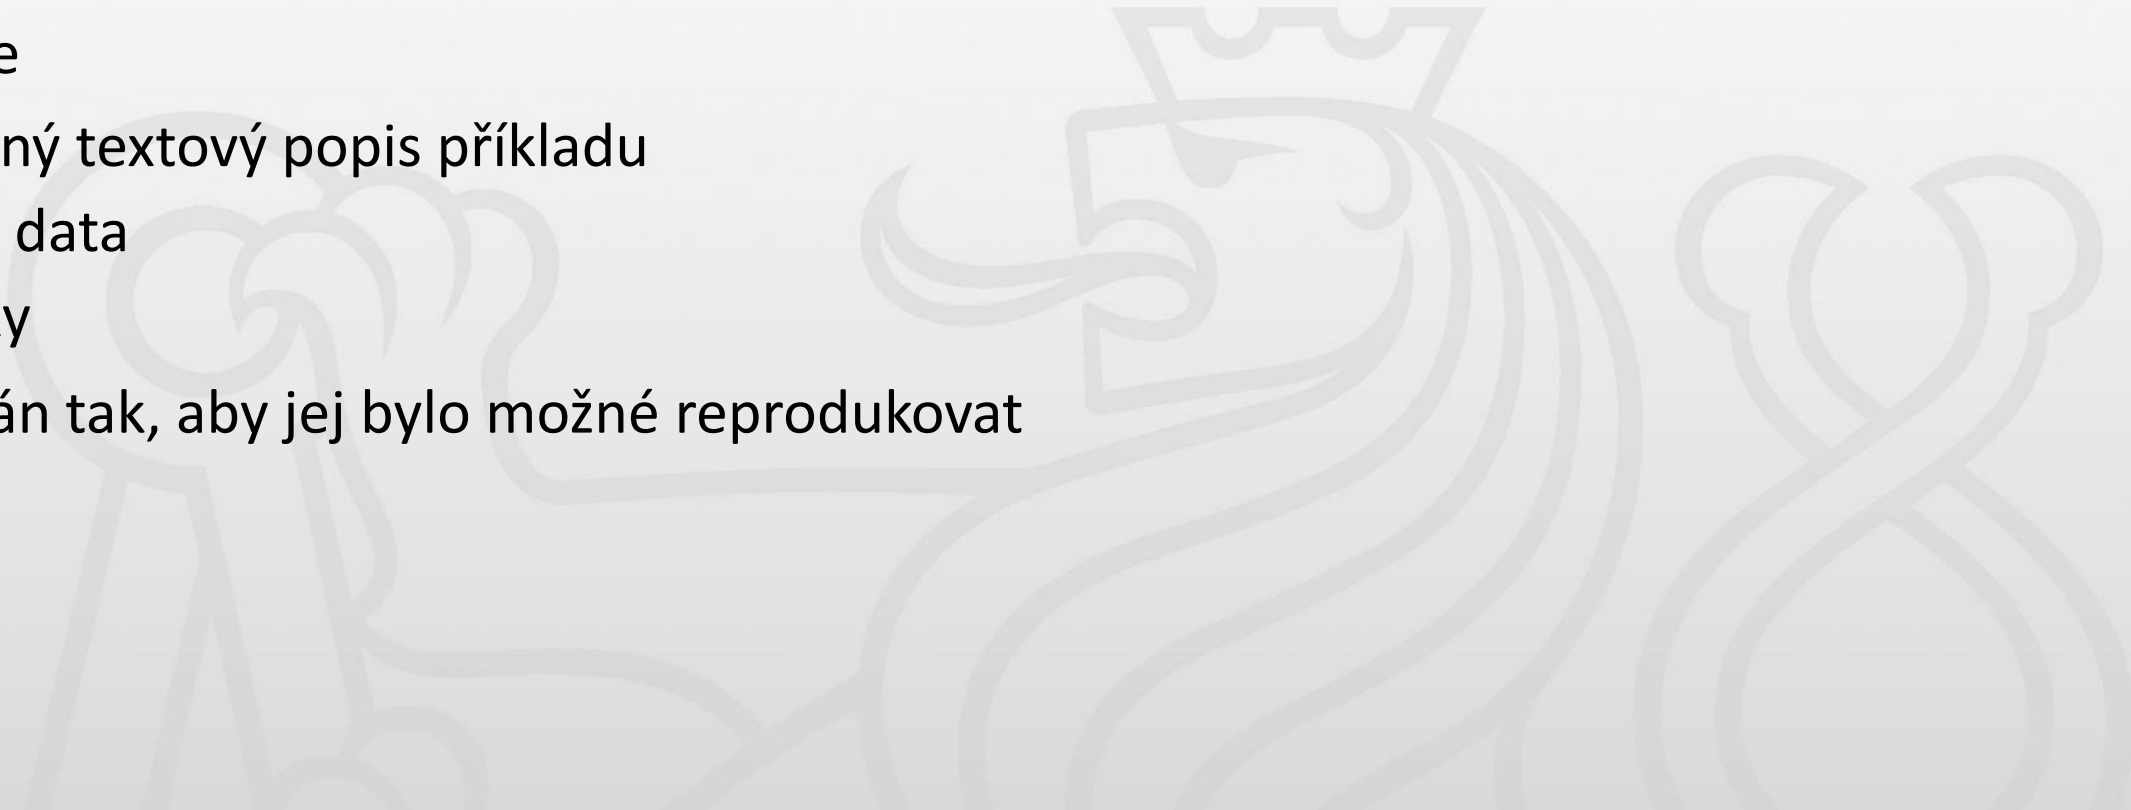 e
ný textový popis příkladu
data
y
án tak, aby jej bylo možné reprodukovat